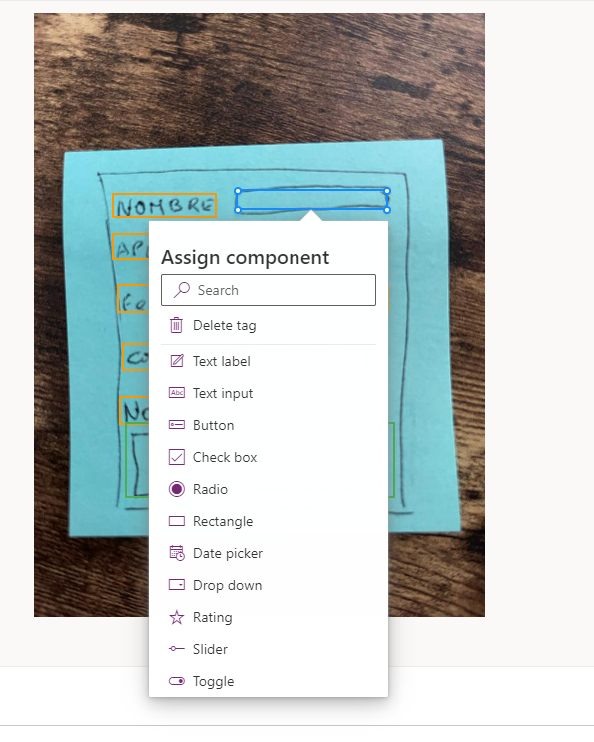 NOMBRE
Assign component
Search
Delete tag
Text label
Abc Text input
Button
Check box
Radio
Rectangle
Date picker
Drop down
Rating
Slider
Toggle